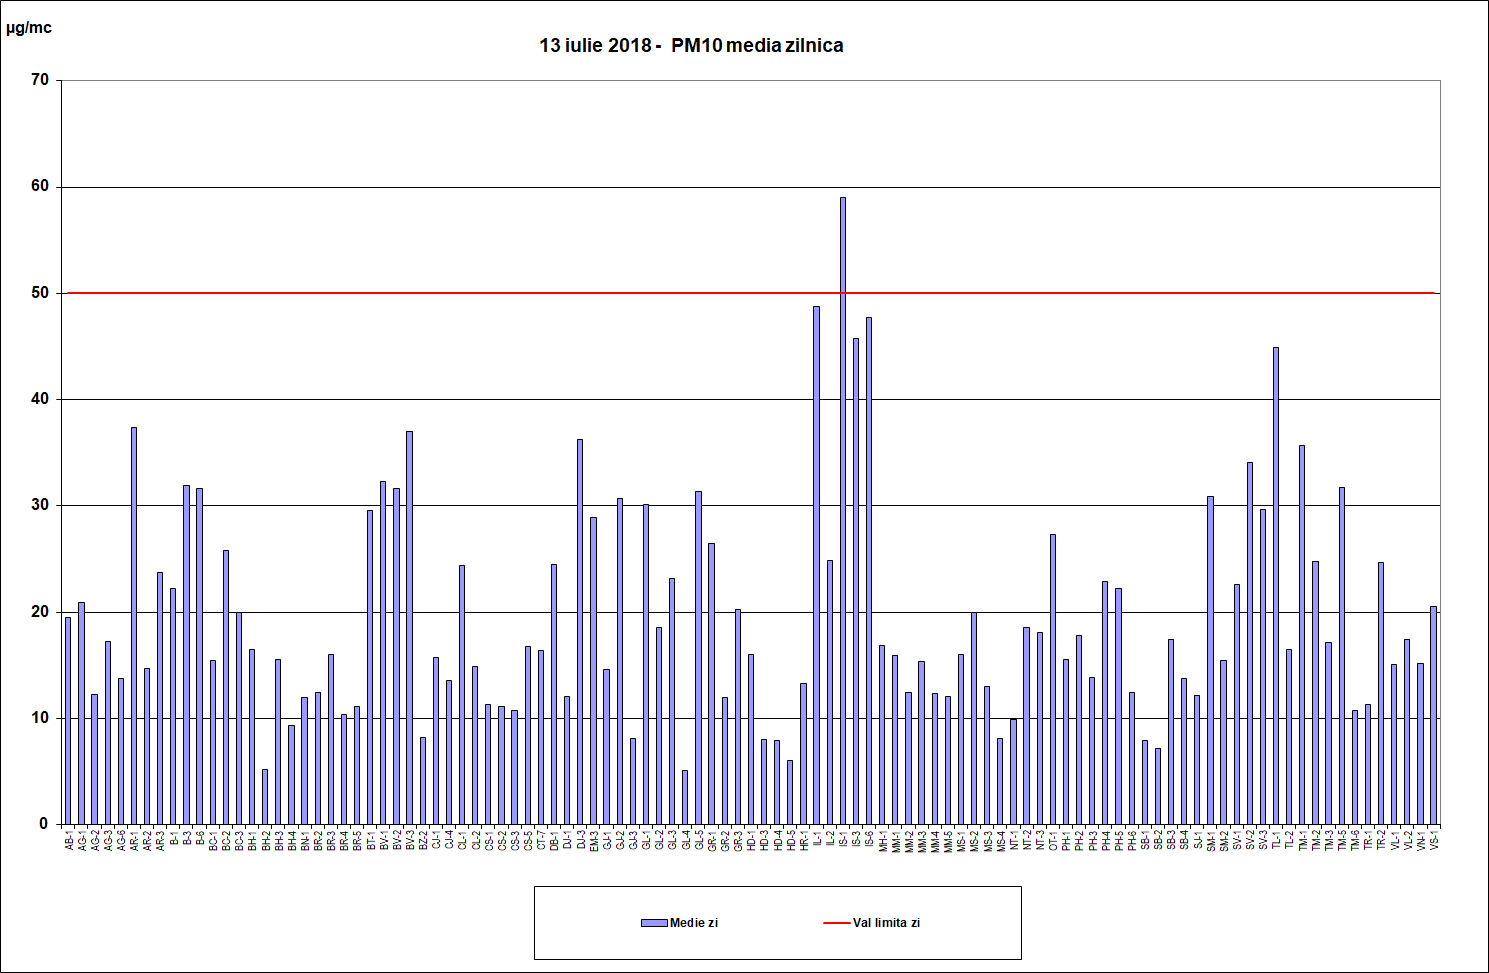 µg/mc
13 iulie 2018 - PM10 media zilnica
70
60
50
40
30
20
10
0
AB-1 AG-1 AG-2 AG-3 AG-6 AR-1 AR-2 AR-3 B-1 B-3 B-6 BC-1 BC-2 BC-3 BH-1 BH-2 BH-3 BH-4 BN-1 BR-2 BR-3 BR-4 BR-5 BT-1 BV-1 BV-2 BV-3 BZ-2 CJ-1 CJ-4 CL-1 CL-2 CS-1 CS-2 CS-3 CS-5 CT-7 DB-1 DJ-1 DJ-3 EM-3 GJ-1 GJ-2 GJ-3 GL-1 GL-2 GL-3 GL-4 GL-5 GR-1 GR-2 GR-3 HD-1 HD-3 HD-4 HD-5 HR-1 IL-1 IL-2 IS-1 IS-3 IS-6 MH-1 MM-1 MM-2 MM-3 MM-4 MM-5 MS-1 MS-2 MS-3 MS-4 NT-1 NT-2 NT-3 OT-1 PH-1 PH-2 PH-3 PH-4 PH-5 PH-6 SB-1 SB-2 SB-3 SB-4 SJ-1 SM-1 SM-2 SV-1 SV-2 SV-3 TL-1 TL-2 TM-1 TM-2 TM-3 TM-5 TM-6 TR-1 TR-2 VL-1 VL-2 VN-1 VS-1
Medie zi Val limita zi